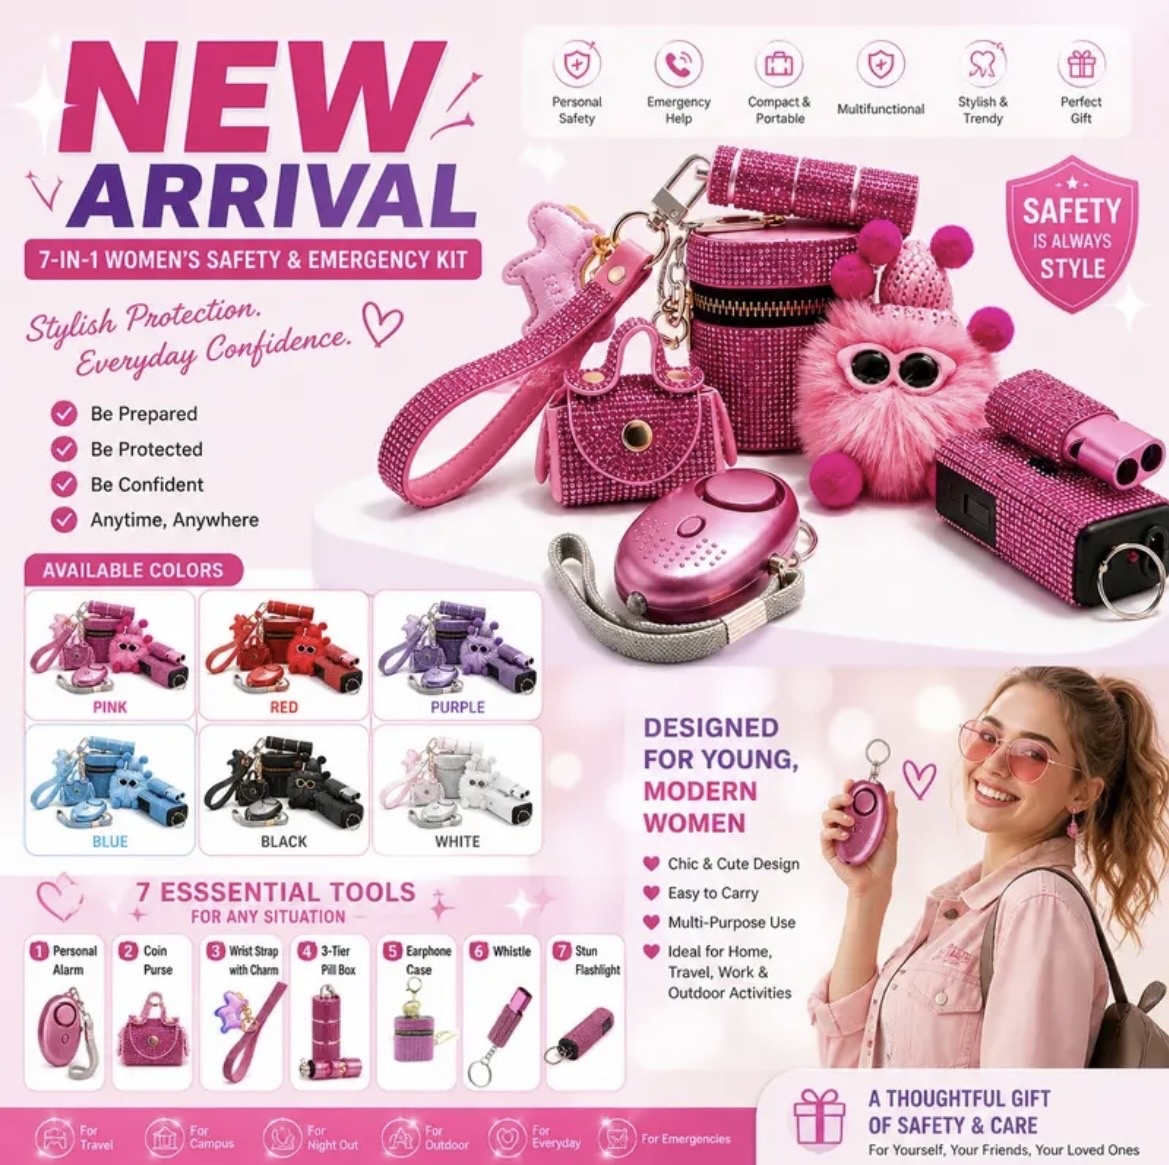 NEW
ARRIVAL
7-IN-1 WOMEN'S SAFETY & EMERGENCY KIT
Stylish Protection.
Everyday Confidence.
Be Prepared
Be Protected
Be Confident
Anytime, Anywhere
Personal
Safety
Emergency
Help
Compact &
Portable
Multifunctional
Stylish &
Trendy
Perfect
Gift
SAFETY
IS ALWAYS
STYLE
AVAILABLE COLORS
PINK
RED
PURPLE
BLUE
BLACK
WHITE
DESIGNED
FOR YOUNG,
MODERN
WOMEN
Chic & Cute Design
Easy to Carry
Multi-Purpose Use
Ideal for Home,
Travel, Work &
Outdoor Activities
7 ESSSENTIAL TOOLS
FOR ANY SITUATION
1 Personal
Alarm
2 Coin
Purse
3 Wrist Strap
with Charm
4 3-Tier
Pill Box
5 Earphone
Case
6 Whistle
7 Stun
Flashlight
For
Travel
For
Campus
For
Night Out
For
Outdoor
For
Everyday
For Emergencies
A THOUGHTFUL GIFT
OF SAFETY & CARE
For Yourself, Your Friends, Your Loved Ones